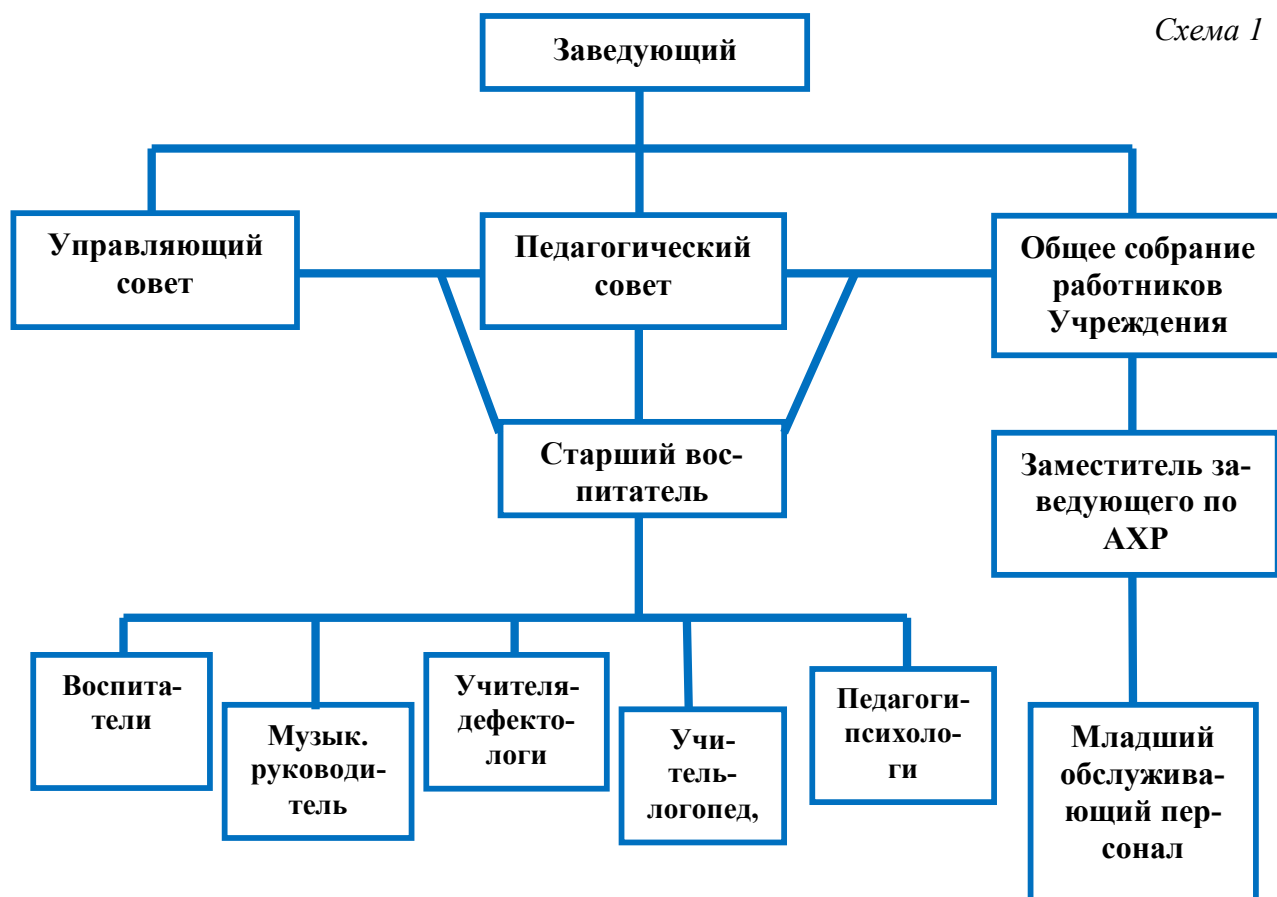 Схема 1
Заведующий
Управляющий
совет
Педагогический
совет
Общее собрание
работников
Учреждения
Старший вос-
питатель
Заместитель за-
ведующего по
АХР
Воспита-
тели
Музык.
руководи-
тель
Учителя-
дефекто-
логи
Учи-
тель-
логопед,
Педагоги-
психоло-
ги
Младший
обслужива-
ющий пер-
сонал